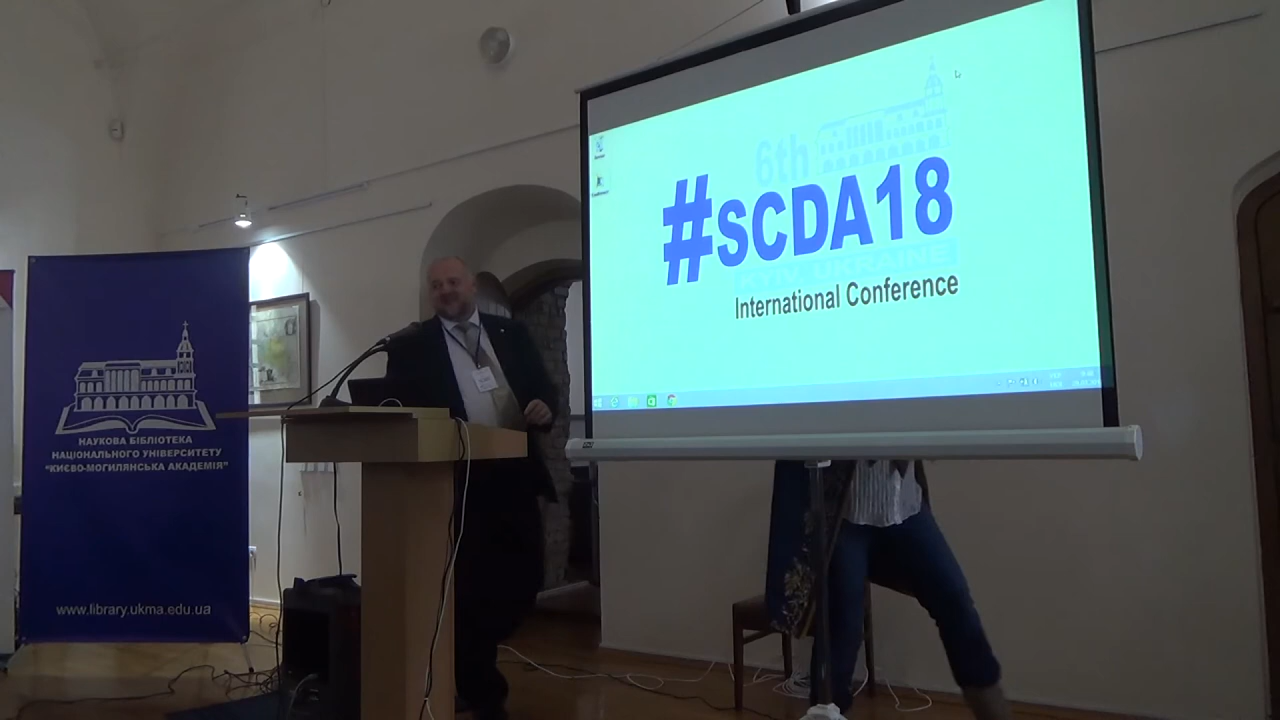 НАУКОВА БІБЛІОТЕКА
НАЦІОНАЛЬНОГО УНІВЕРСИТЕТУ
“КИЄВО-МОГИЛЯНСЬКА АКАДЕМІЯ”
www.library.ukma.edu.ua
6th
#SCDA18
KYIV, UKRAINE
International Conference